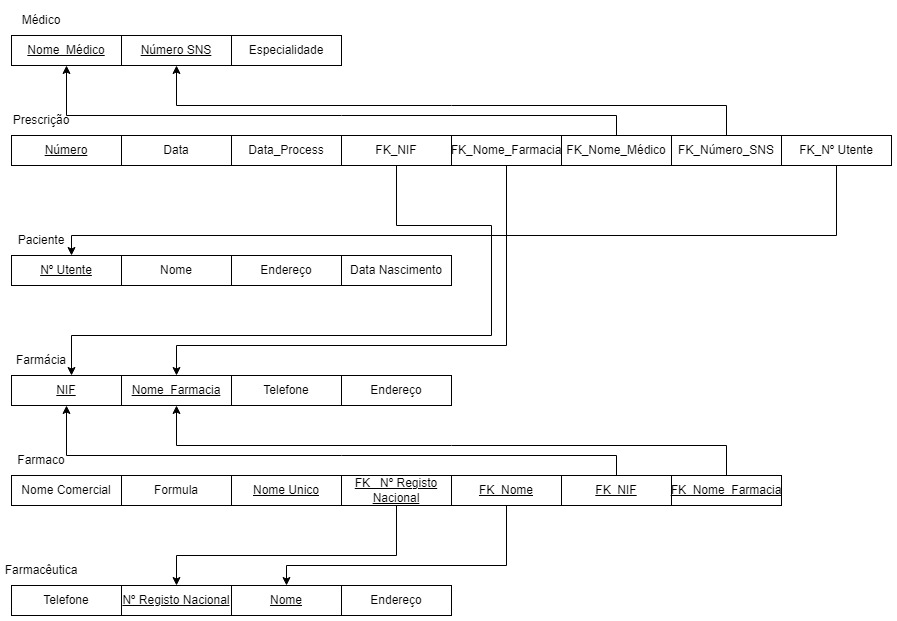 Médico
Nome_Médico Número SNS Especialidade
Prescrição
Número Data Data_Process FK_NIF FK_Nome_Farmacia FK_Nome_Médico FK_Número_SNS FK_Nº Utente
Paciente
Nº Utente Nome Endereço Data Nascimento
Farmácia
NIF Nome_Farmacia Telefone Endereço
Farmaco
Nome Comercial Formula Nome Unico FK_ Nº Registo Nacional FK_Nome FK_NIF FK_Nome_Farmacia
Farmacêutica
Telefone Nº Registo Nacional Nome Endereço